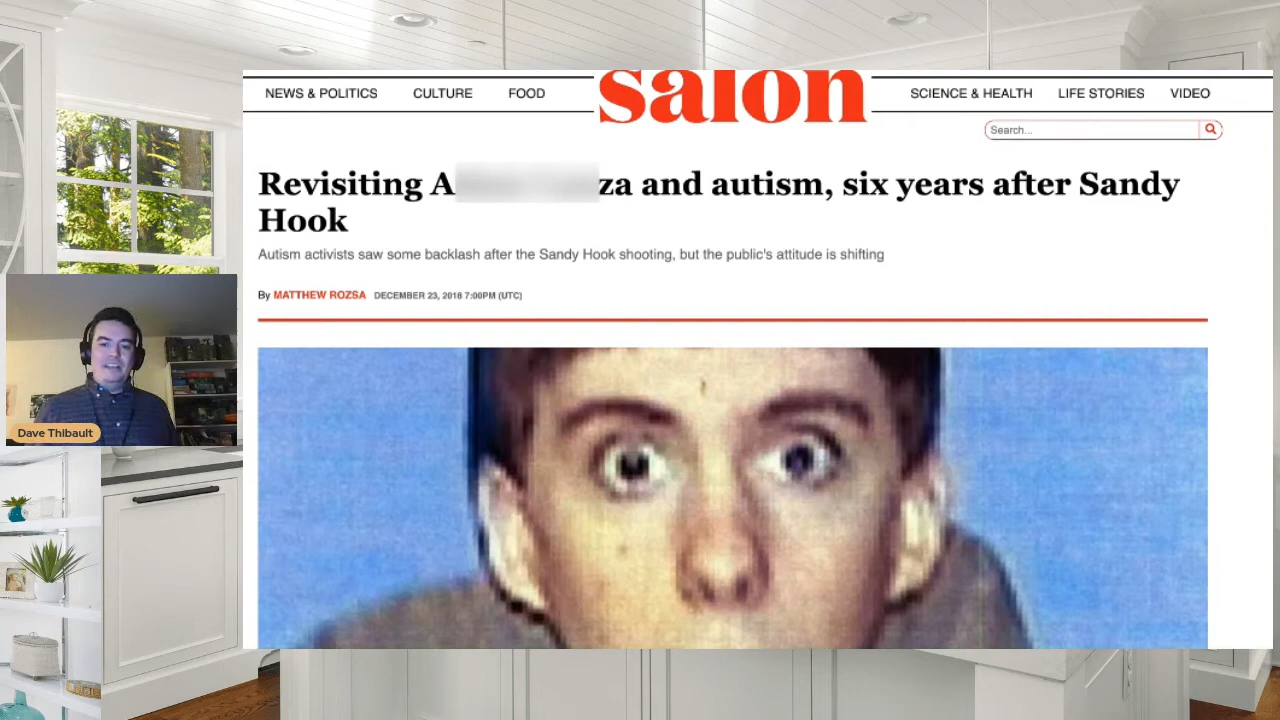 salon
NEWS & POLITICS CULTURE FOOD SCIENCE & HEALTH LIFE STORIES VIDEO
Search...
Revisiting A za and autism, six years after Sandy
Hook
Autism activists saw some backlash after the Sandy Hook shooting, but the public's attitude is shifting
By MATTHEW ROZSA DECEMBER 23, 2018 7:00PM (UTC)
Dave Thibault